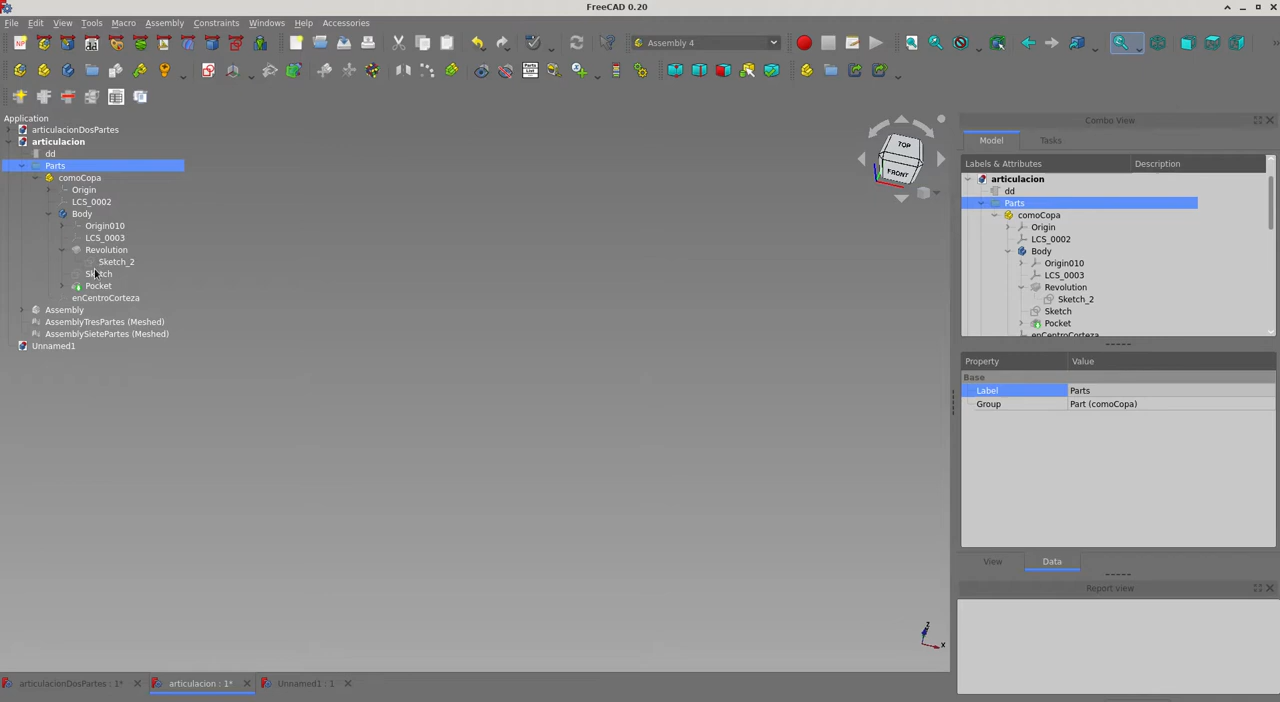 FreeCAD 0.20
File Edit View Tools Macro Assembly Constraints Windows Help Accessories
Assembly 4
Application
articulacionDosPartes
articulacion
dd
Parts
comoCopa
Origin
LCS_0002
Body
Origin010
LCS_0003
Revolution
Sketch_2
Sketch
Pocket
enCentroCorteza
Assembly
AssemblyTresPartes (Meshed)
AssemblySietePartes (Meshed)
Unnamed1
TOP
FRONT
Z
X
Combo View
Model Tasks
Labels & Attributes Description
articulacion
dd
Parts
comoCopa
Origin
LCS_0002
Body
Origin010
LCS_0003
Revolution
Sketch_2
Sketch
Pocket
enCentroCorteza
Property Value
Base
Label Parts
Group Part (comoCopa)
View Data
Report view
articulacionDosPartes : 1* articulacion : 1* Unnamed1 : 1